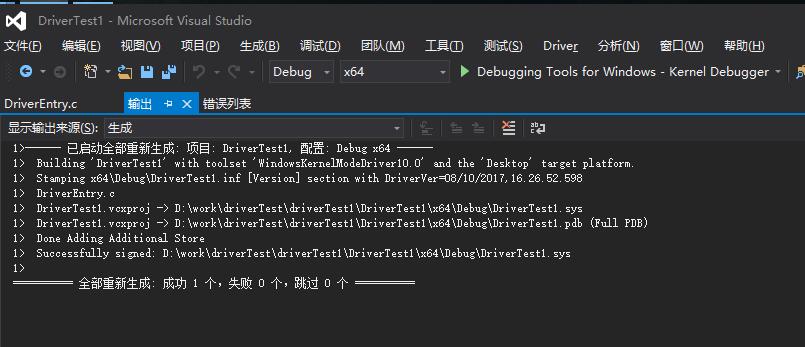 DriverTest1 - Microsoft Visual Studio
文件(F) 编辑(E) 视图(V) 项目(P) 生成(B) 调试(D) 团队(M) 工具(T) 测试(S) Driver 分析(N) 窗口(W) 帮助(H)
Debug x64 Debugging Tools for Windows - Kernel Debugger
DriverEntry.c 输出 错误列表
显示输出来源(S): 生成
1>------ 已启动全部重新生成: 项目: DriverTest1, 配置: Debug x64 ------
1> Building 'DriverTest1' with toolset 'WindowsKernelModeDriver10.0' and the 'Desktop' target platform.
1> Stamping x64\Debug\DriverTest1.inf [Version] section with DriverVer=08/10/2017,16.26.52.598
1> DriverEntry.c
1> DriverTest1.vcxproj -> D:\work\driverTest\driverTest1\DriverTest1\x64\Debug\DriverTest1.sys
1> DriverTest1.vcxproj -> D:\work\driverTest\driverTest1\DriverTest1\x64\Debug\DriverTest1.pdb (Full PDB)
1> Done Adding Additional Store
1> Successfully signed: D:\work\driverTest\driverTest1\DriverTest1\x64\Debug\DriverTest1.sys
1>
========== 全部重新生成: 成功 1 个，失败 0 个，跳过 0 个 ==========